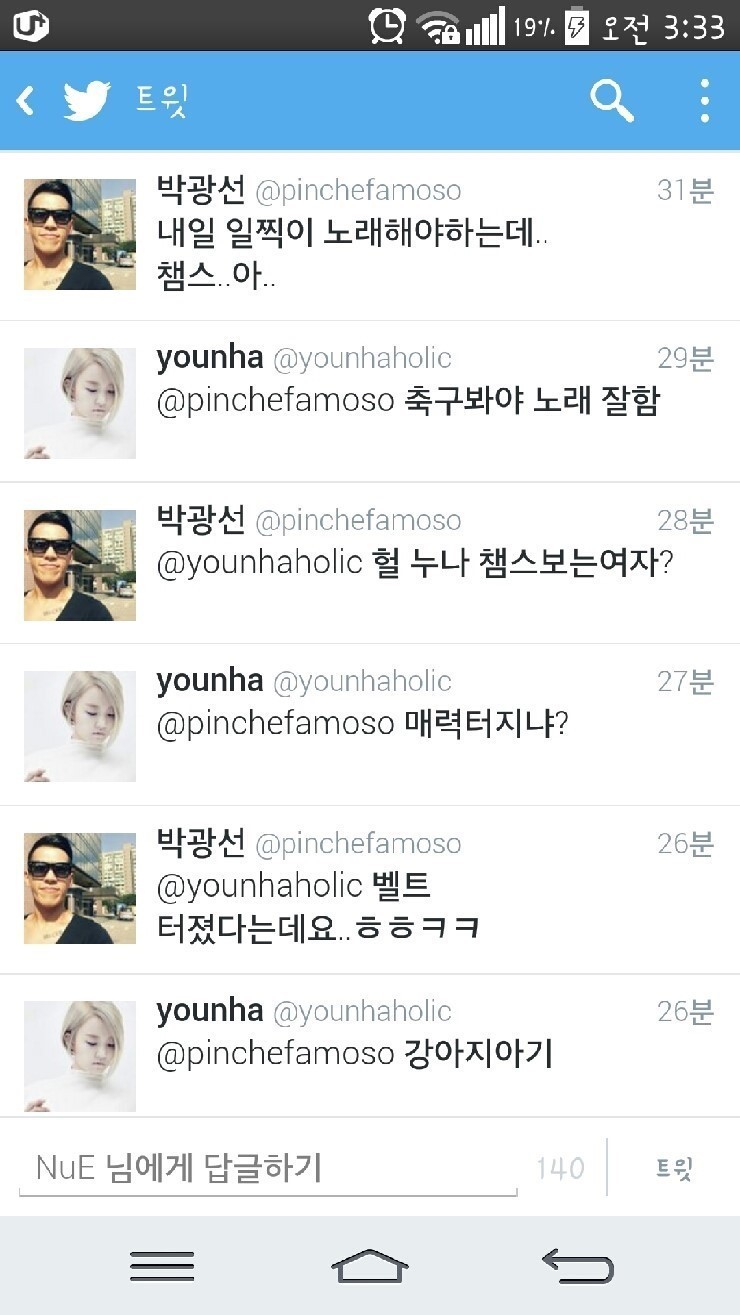 U+ 19% 오전 3:33
트윗
박광선 @pinchefamoso 31분
내일 일찍이 노래해야하는데..
챔스..아..
younha @younhaholic 29분
@pinchefamoso 축구봐야 노래 잘함
박광선 @pinchefamoso 28분
@younhaholic 헐 누나 챔스보는여자?
younha @younhaholic 27분
@pinchefamoso 매력터지냐?
박광선 @pinchefamoso 26분
@younhaholic 벨트
터졌다는데요..ㅎㅎㅋㅋ
younha @younhaholic 26분
@pinchefamoso 강아지아기
NuE 님에게 답글하기 140 트윗